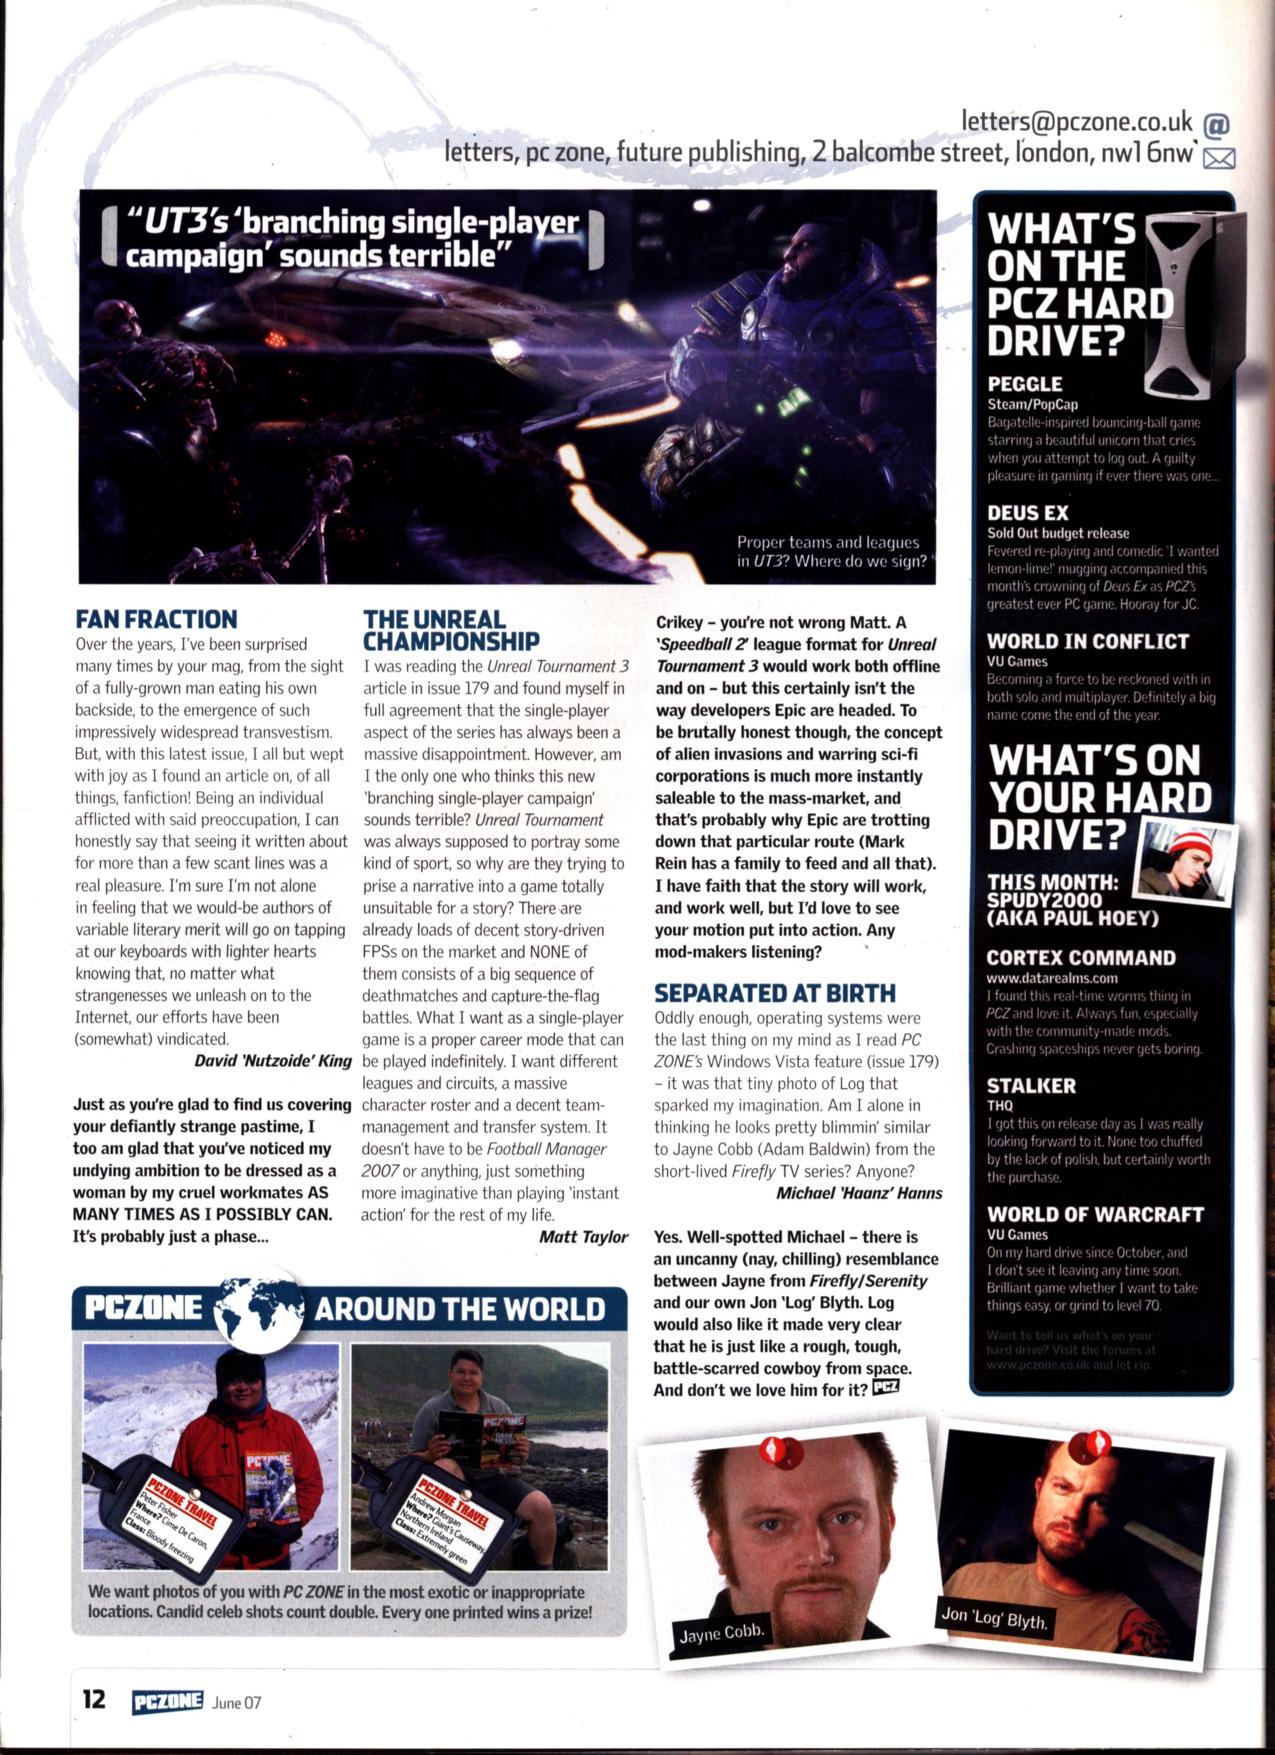 letters@pczone.co.uk @
letters, pc zone, future publishing, 2 balcombe street, london, nw1 6nw
"UT3's 'branching single-player
campaign' sounds terrible"
Proper teams and leagues
in UT3? Where do we sign?
FAN FRACTION
Over the years, I've been surprised
many times by your mag, from the sight
of a fully-grown man eating his own
backside, to the emergence of such
impressively widespread transvestism.
But, with this latest issue, I all but wept
with joy as I found an article on, of all
things, fanfiction! Being an individual
afflicted with said preoccupation, I can
honestly say that seeing it written about
for more than a few scant lines was a
real pleasure. I'm sure I'm not alone
in feeling that we would-be authors of
variable literary merit will go on tapping
at our keyboards with lighter hearts
knowing that, no matter what
strangenesses we unleash on to the
Internet, our efforts have been
(somewhat) vindicated.
David 'Nutzoide' King
Just as you're glad to find us covering
your defiantly strange pastime, I
too am glad that you've noticed my
undying ambition to be dressed as a
woman by my cruel workmates AS
MANY TIMES AS I POSSIBLY CAN.
It's probably just a phase...
THE UNREAL
CHAMPIONSHIP
I was reading the Unreal Tournament 3
article in issue 179 and found myself in
full agreement that the single-player
aspect of the series has always been a
massive disappointment. However, am
I the only one who thinks this new
'branching single-player campaign'
sounds terrible? Unreal Tournament
was always supposed to portray some
kind of sport, so why are they trying to
prise a narrative into a game totally
unsuitable for a story? There are
already loads of decent story-driven
FPSs on the market and NONE of
them consists of a big sequence of
deathmatches and capture-the-flag
battles. What I want as a single-player
game is a proper career mode that can
be played indefinitely. I want different
leagues and circuits, a massive
character roster and a decent team-
management and transfer system. It
doesn't have to be Football Manager
2007 or anything, just something
more imaginative than playing 'instant
action' for the rest of my life.
Matt Taylor
Crikey – you're not wrong Matt. A
'Speedball 2' league format for Unreal
Tournament 3 would work both offline
and on – but this certainly isn't the
way developers Epic are headed. To
be brutally honest though, the concept
of alien invasions and warring sci-fi
corporations is much more instantly
saleable to the mass-market, and
that's probably why Epic are trotting
down that particular route (Mark
Rein has a family to feed and all that).
I have faith that the story will work,
and work well, but I'd love to see
your motion put into action. Any
mod-makers listening?
SEPARATED AT BIRTH
Oddly enough, operating systems were
the last thing on my mind as I read PC
ZONE's Windows Vista feature (issue 179)
– it was that tiny photo of Log that
sparked my imagination. Am I alone in
thinking he looks pretty blimmin' similar
to Jayne Cobb (Adam Baldwin) from the
short-lived Firefly TV series? Anyone?
Michael 'Haanz' Hanns
Yes. Well-spotted Michael – there is
an uncanny (nay, chilling) resemblance
between Jayne from Firefly/Serenity
and our own Jon 'Log' Blyth. Log
would also like it made very clear
that he is just like a rough, tough,
battle-scarred cowboy from space.
And don't we love him for it? PCZ
Jayne Cobb.
Jon 'Log' Blyth.
PCZONE AROUND THE WORLD
PCZONE
PCZONE TRAVEL
Peter Fisher
Where? Cime De Caron,
France
Class: Bloody freezing
PCZONE
DARK
PCZONE TRAVEL
Andrew Morgan
Where? Giant's Causeway,
Northern Ireland
Class: Extremely green
We want photos of you with PC ZONE in the most exotic or inappropriate
locations. Candid celeb shots count double. Every one printed wins a prize!
WHAT'S
ON THE
PCZ HARD
DRIVE?
PEGGLE
Steam/PopCap
Bagatelle-inspired bouncing-ball game
starring a beautiful unicorn that cries
when you attempt to log out. A guilty
pleasure in gaming if ever there was one...
DEUS EX
Sold Out budget release
Fevered re-playing and comedic 'I wanted
lemon-lime!' mugging accompanied this
month's crowning of Deus Ex as PCZ's
greatest ever PC game. Hooray for JC.
WORLD IN CONFLICT
VU Games
Becoming a force to be reckoned with in
both solo and multiplayer. Definitely a big
name come the end of the year.
WHAT'S ON
YOUR HARD
DRIVE?
THIS MONTH:
SPUDY2000
(AKA PAUL HOEY)
CORTEX COMMAND
www.datarealms.com
I found this real-time worms thing in
PCZ and love it. Always fun, especially
with the community-made mods.
Crashing spaceships never gets boring.
STALKER
THQ
I got this on release day as I was really
looking forward to it. None too chuffed
by the lack of polish, but certainly worth
the purchase.
WORLD OF WARCRAFT
VU Games
On my hard drive since October, and
I don't see it leaving any time soon.
Brilliant game whether I want to take
things easy, or grind to level 70.
Want to tell us what's on your
hard drive? Visit the forums at
www.pczone.co.uk and let rip.
12 PCZONE June 07